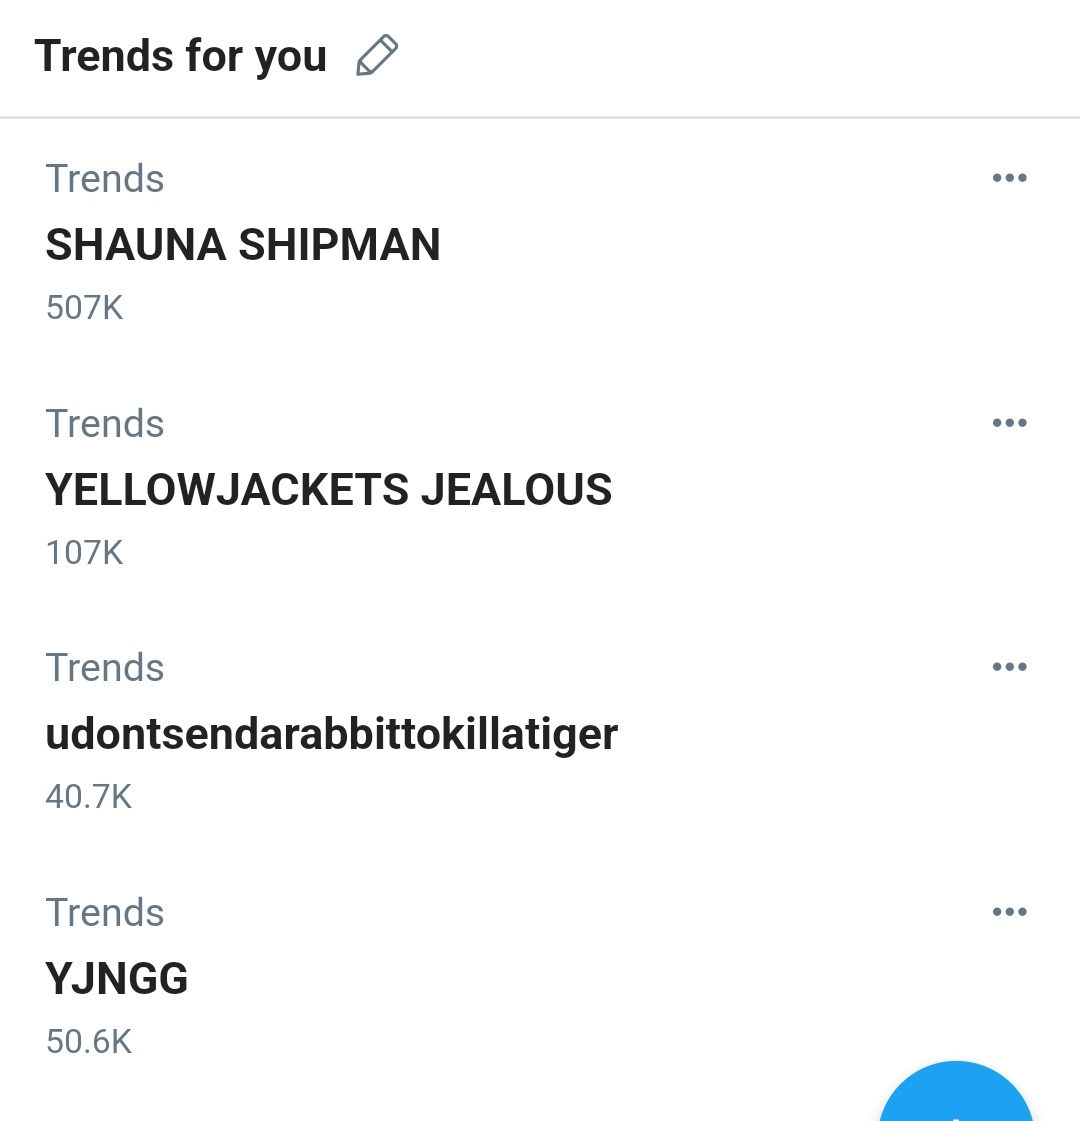 Trends for you
Trends
SHAUNA SHIPMAN
507K
Trends
YELLOWJACKETS JEALOUS
107K
Trends
udontsendarabbittokillatiger
40.7K
Trends
YJNGG
50.6K